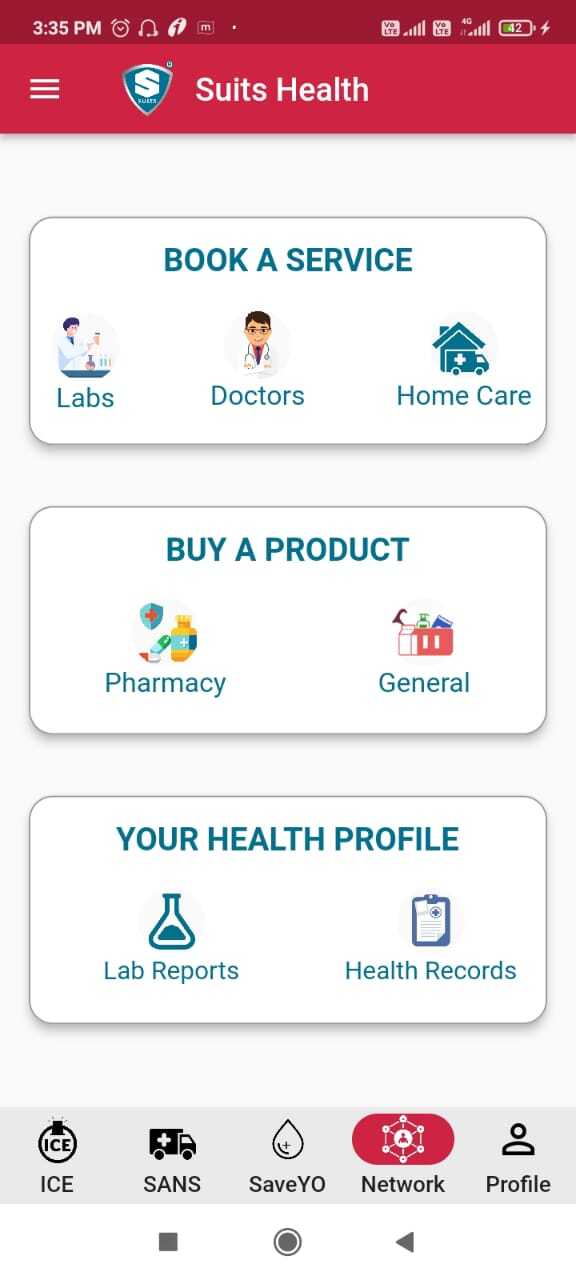 3:35 PM
Vo LTE Vo LTE 4G 42
SUITS
Suits Health
BOOK A SERVICE
Labs Doctors Home Care
BUY A PRODUCT
Pharmacy General
YOUR HEALTH PROFILE
Lab Reports Health Records
ICE
ICE SANS SaveYO Network Profile